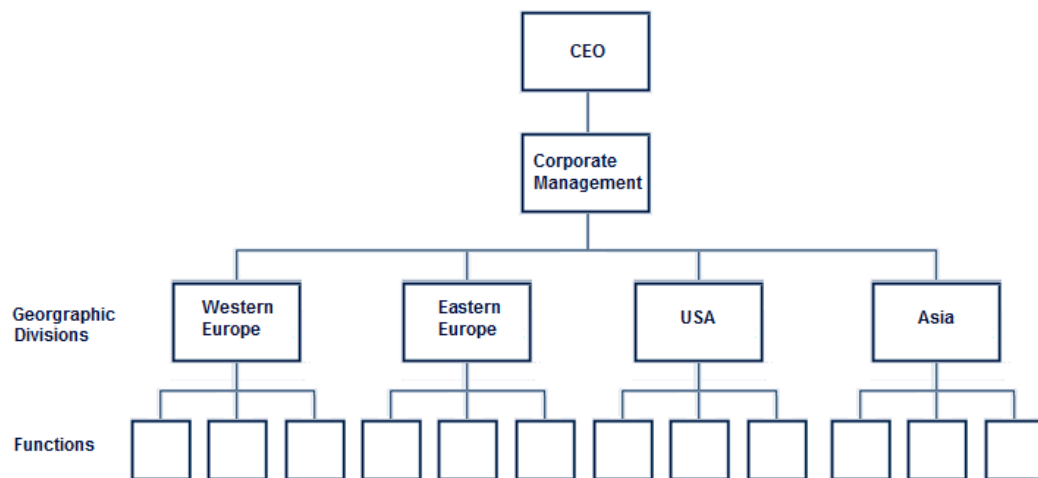 CEO
Corporate
Management
Georgraphic
Divisions
Western
Europe
Eastern
Europe
USA
Asia
Functions